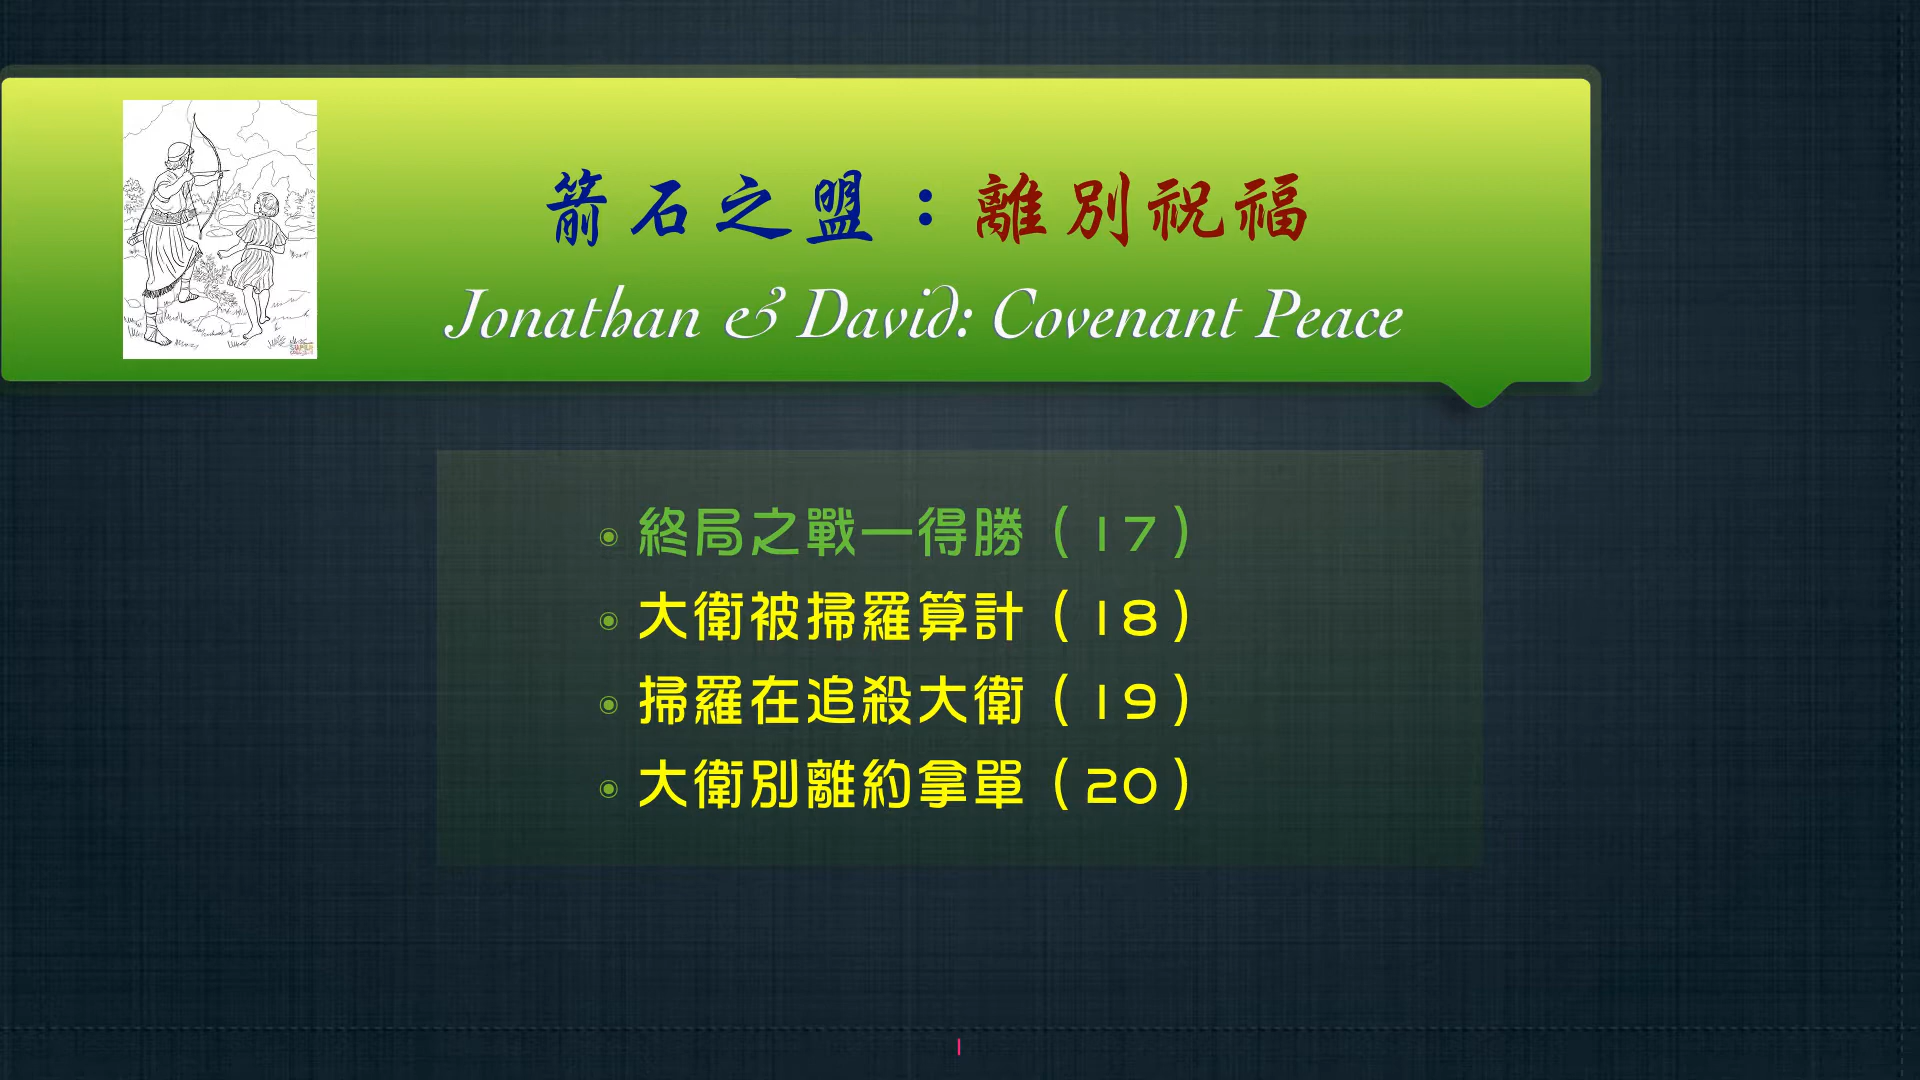 箭石之盟：離別祝福
Jonathan & David: Covenant Peace
終局之戰一得勝（17）
大衛被掃羅算計（18）
掃羅在追殺大衛（19）
大衛別離約拿單（20）
1